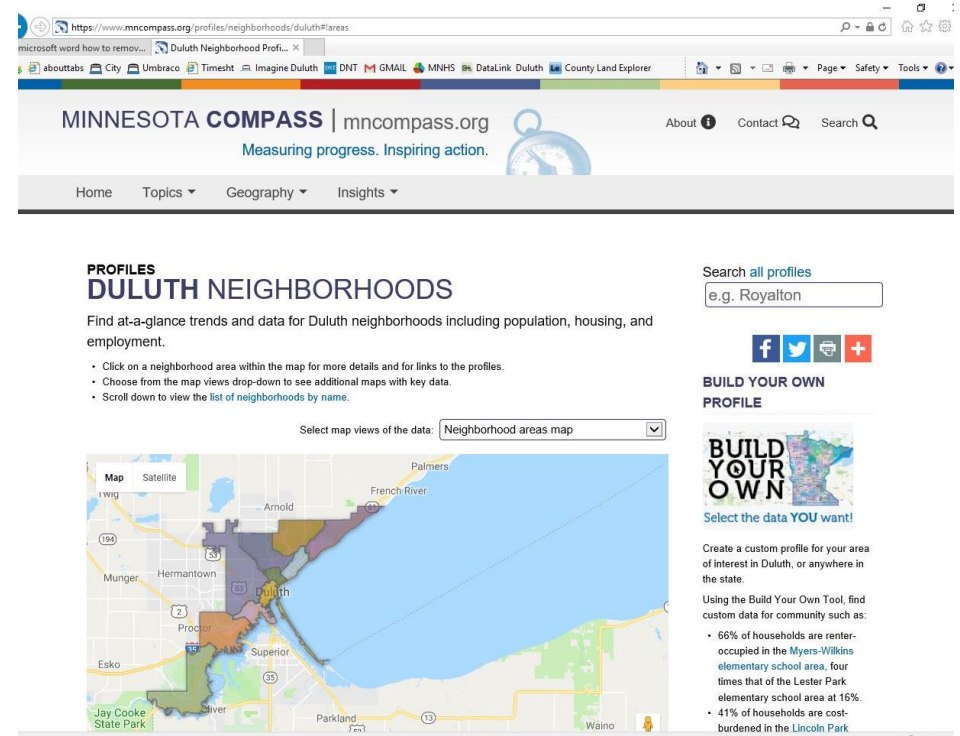 https://www.mncompass.org/profiles/neighborhoods/duluth#!areas
microsoft word how to remov... Duluth Neighborhood Profi... ×
abouttabs City Umbraco Timesht Imagine Duluth DNT GMAIL MNHS DataLink Duluth County Land Explorer Page Safety Tools
MINNESOTA COMPASS | mncompass.org
Measuring progress. Inspiring action.
About Contact Search
Home Topics Geography Insights
PROFILES
DULUTH NEIGHBORHOODS
Find at-a-glance trends and data for Duluth neighborhoods including population, housing, and
employment.
• Click on a neighborhood area within the map for more details and for links to the profiles.
• Choose from the map views drop-down to see additional maps with key data.
• Scroll down to view the list of neighborhoods by name.
Select map views of the data: Neighborhood areas map
Map Satellite
Palmers
French River
Twig
Arnold
61
194
53
Munger
Hermantown
53
Duluth
2
Proctor
35
Superior
Esko
35
Jay Cooke
State Park
Oliver
Parkland
13
Waino
Search all profiles
e.g. Royalton
BUILD YOUR OWN
PROFILE
BUILD
YOUR
OWN
Select the data YOU want!
Create a custom profile for your area
of interest in Duluth, or anywhere in
the state.
Using the Build Your Own Tool, find
custom data for community such as:
• 66% of households are renter-
occupied in the Myers-Wilkins
elementary school area, four
times that of the Lester Park
elementary school area at 16%.
• 41% of households are cost-
burdened in the Lincoln Park